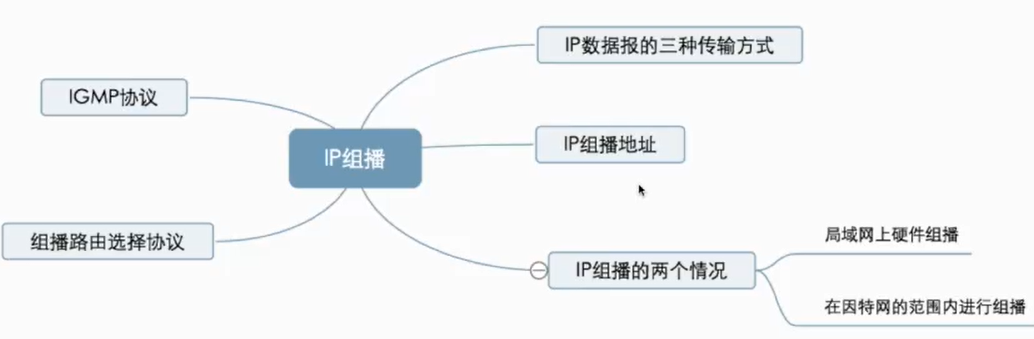 IP数据报的三种传输方式
IGMP协议
IP组播
IP组播地址
组播路由选择协议
IP组播的两个情况
局域网上硬件组播
在因特网的范围内进行组播